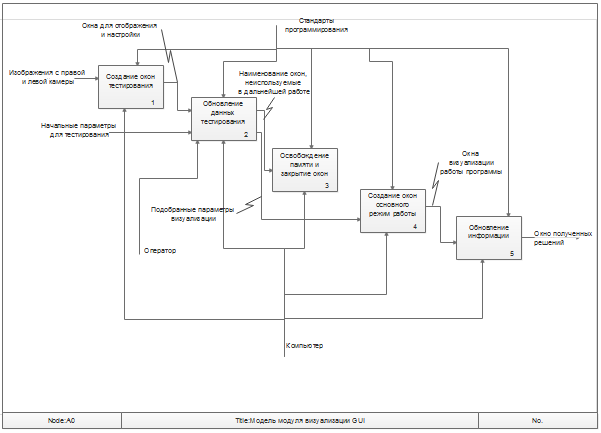 Окна для отображения
и настройки
Стандарты
программирования
Изображения с правой
и левой камеры
Создание окон
тестирования
1
Наименование окон,
неиспользуемые
в дальнейшей работе
Начальные параметры
для тестирования
Обновление
данных
тестирования
2
Освобождение
памяти и
закрытие окон
3
Окна
визуализации
работы программы
Создание окон
основного
режим работы
4
Подобранные параметры
визуализации
Обновление
информации
5
Окно полученных
решений
Оператор
Компьютер
Node:A0
Title:Модель модуля визуализации GUI
No.